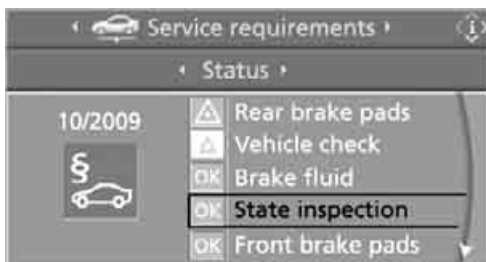 Service requirements
Status
10/2009
§
Rear brake pads
Vehicle check
OK Brake fluid
OK State inspection
OK Front brake pads